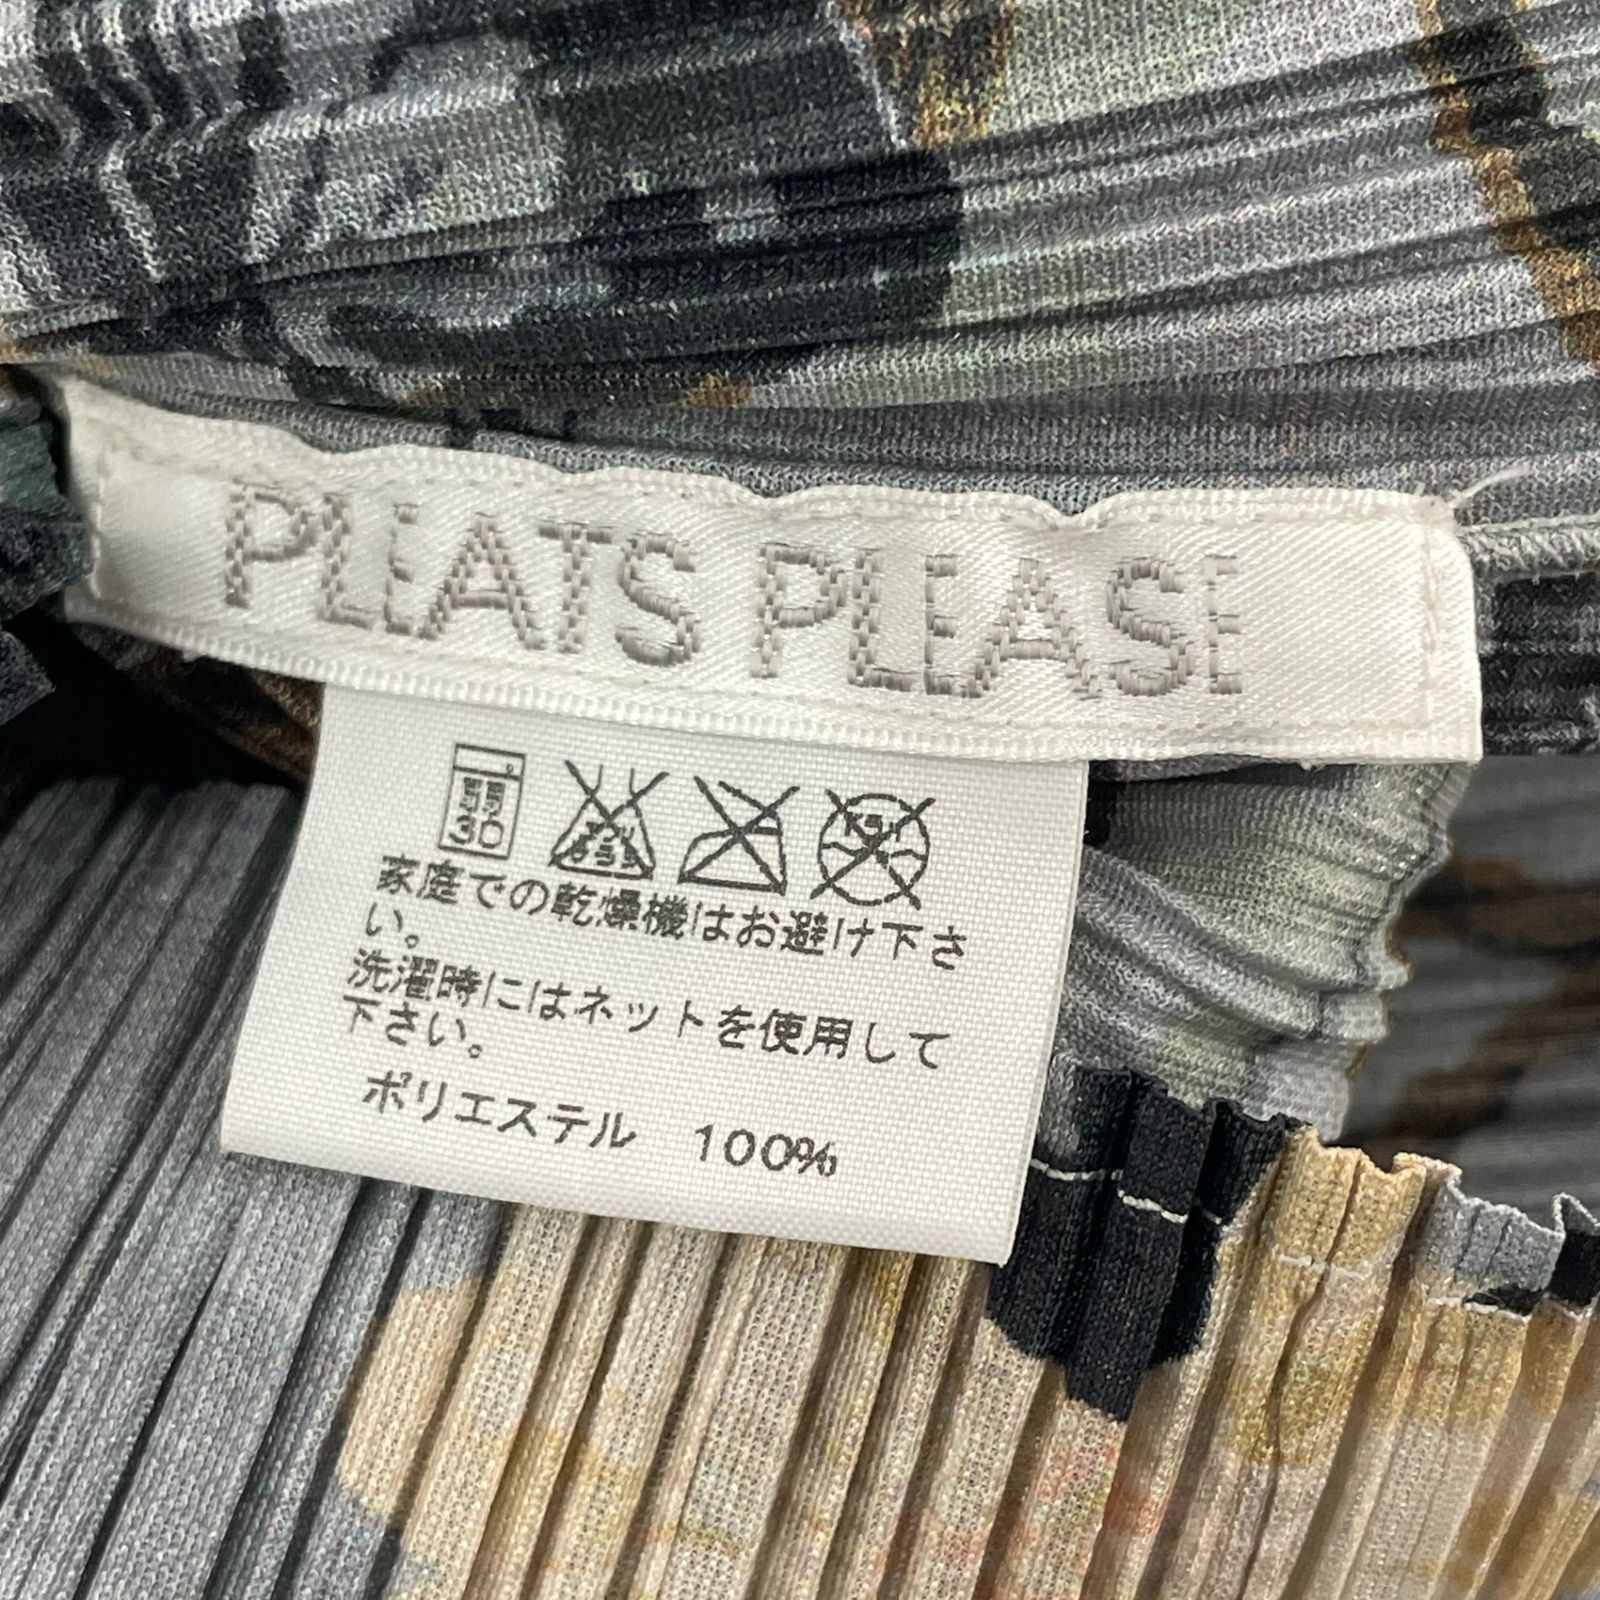 PLEATS PLEASE
家庭での乾燥機はお避け下さ
い。
洗濯時にはネットを使用して
下さい。
ポリエステル 100%